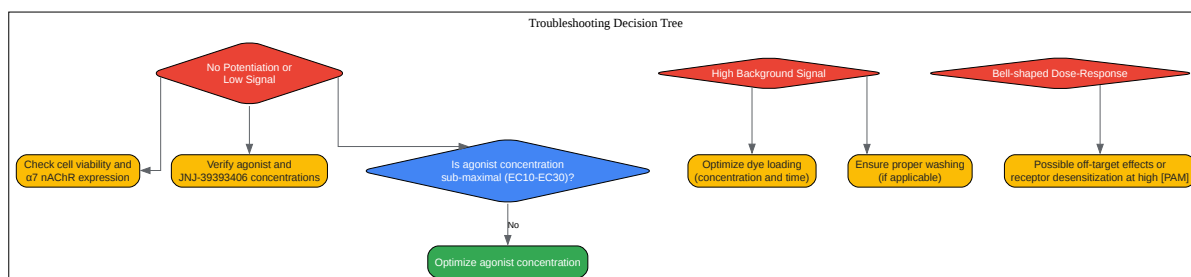 Troubleshooting Decision Tree
No Potentiation or
Low Signal
High Background Signal
Bell-shaped Dose-Response
Check cell viability and
α7 nAChR expression
Verify agonist and
JNJ-39393406 concentrations
Is agonist concentration
sub-maximal (EC10-EC30)?
Optimize dye loading
(concentration and time)
Ensure proper washing
(if applicable)
Possible off-target effects or
receptor desensitization at high [PAM]
No
Optimize agonist concentration